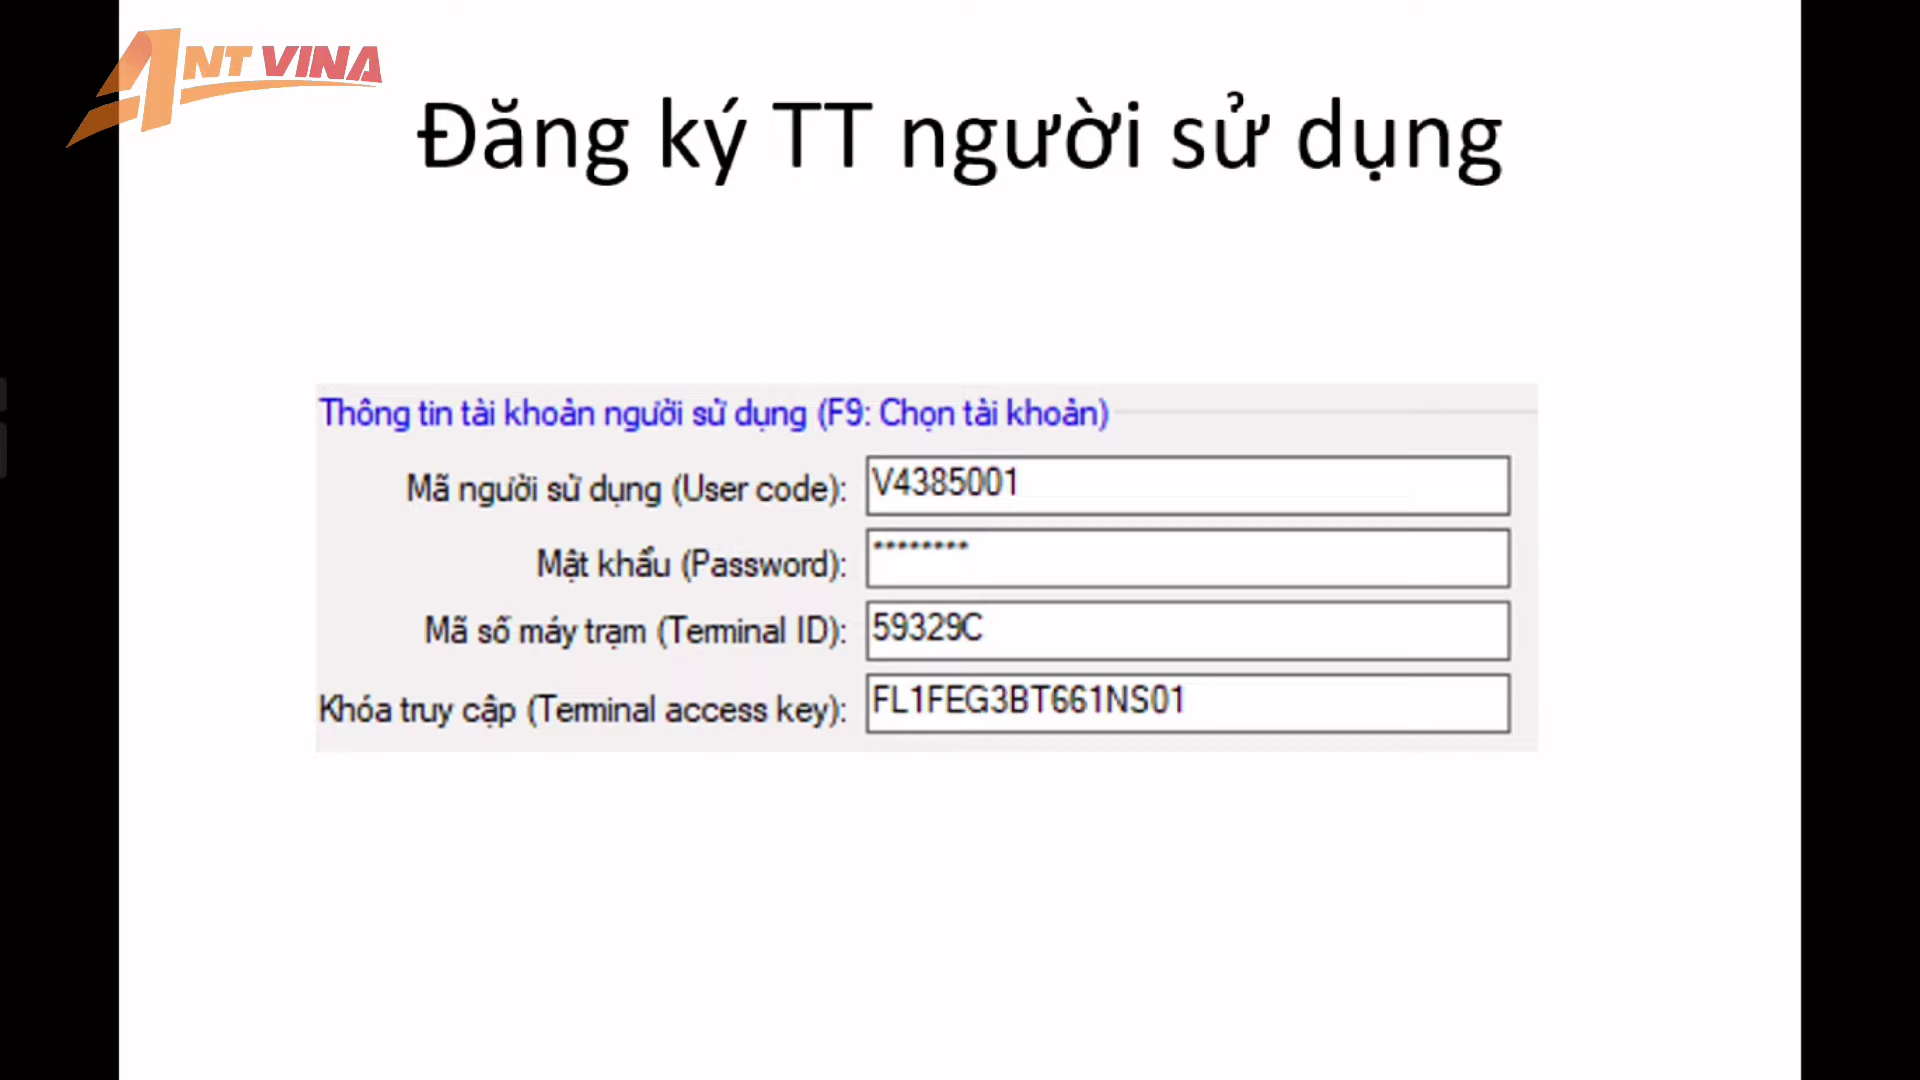 ANT VINA
Đăng ký TT người sử dụng
Thông tin tài khoản người sử dụng (F9: Chọn tài khoản)
Mã người sử dụng (User code): V4385001
Mật khẩu (Password): ********
Mã số máy trạm (Terminal ID): 59329C
Khóa truy cập (Terminal access key): FL1FEG3BT661NS01